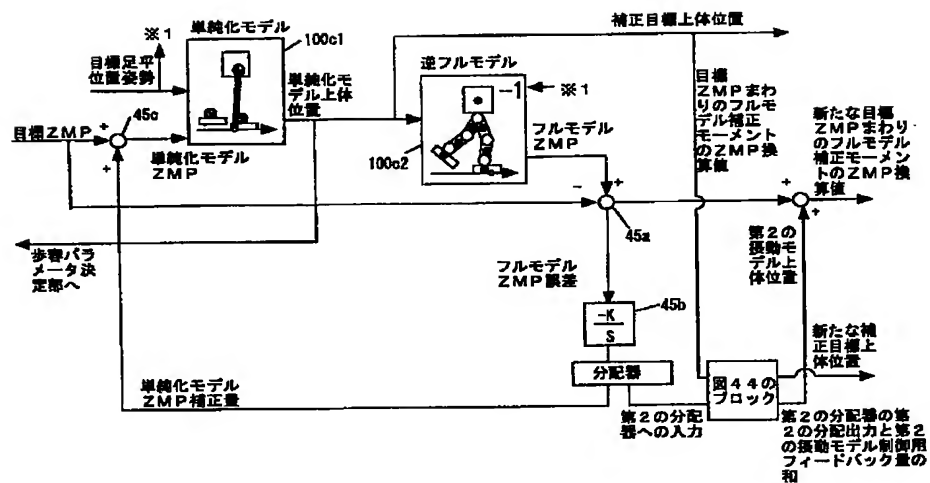 ※1
単純化モデル
100c1
補正目標上体位置
目標足平
位置姿勢
単純化モ
デル上体
位置
逆フルモデル
-1
※1
目標
ZMPまわ
りのフルモ
デル補正
モーメント
のZMP換
算値
新たな目標
ZMPまわり
のフルモデル
補正モーメン
トのZMP換
算値
目標ZMP
+
45c
+
単純化モデル
ZMP
100c2
フルモデル
ZMP
-
+
45a
+
+
歩容パラ
メータ決
定部へ
フルモデル
ZMP誤差
第2の
摂動モ
デル上
体位置
-K
S
45b
新たな補
正目標上
体位置
分配器
図44の
ブロック
単純化モデル
ZMP補正量
第2の分配
器への入力
第2の分配器の第
2の分配出力と第2
の摂動モデル制御用
フィードバック量の
和